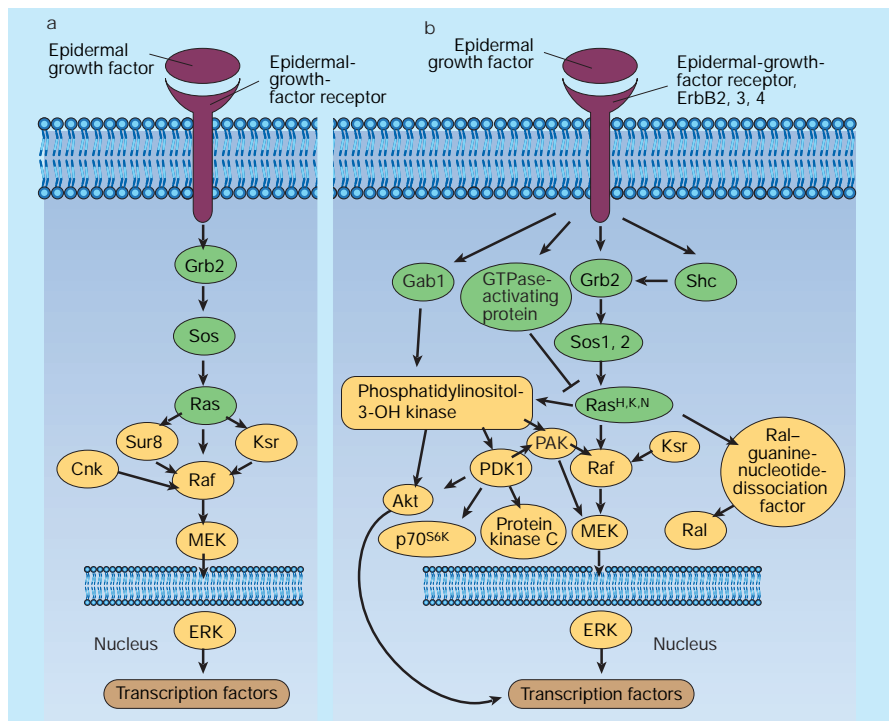 a
Epidermal
growth factor
Epidermal-
growth-
factor receptor
Grb2
Sos
Ras
Sur8
Ksr
Cnk
Raf
MEK
ERK
Nucleus
Transcription factors
b
Epidermal
growth factor
Epidermal-growth-
factor receptor,
ErbB2, 3, 4
Gab1
GTPase-
activating
protein
Grb2
Shc
Sos1, 2
Phosphatidylinositol-
3-OH kinase
RasH,K,N
PAK
Ksr
Ral–
guanine-
nucleotide-
dissociation
factor
PDK1
Raf
Akt
p70S6K
Protein
kinase C
MEK
Ral
ERK
Nucleus
Transcription factors